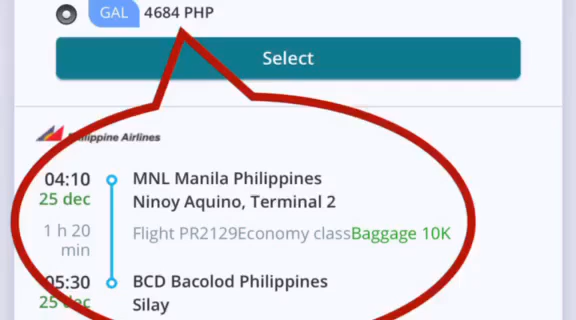 GAL 4684 PHP
Select
Philippine Airlines
04:10 MNL Manila Philippines
25 dec Ninoy Aquino, Terminal 2
1 h 20 Flight PR2129Economy classBaggage 10K
min
05:30 BCD Bacolod Philippines
25 dec Silay